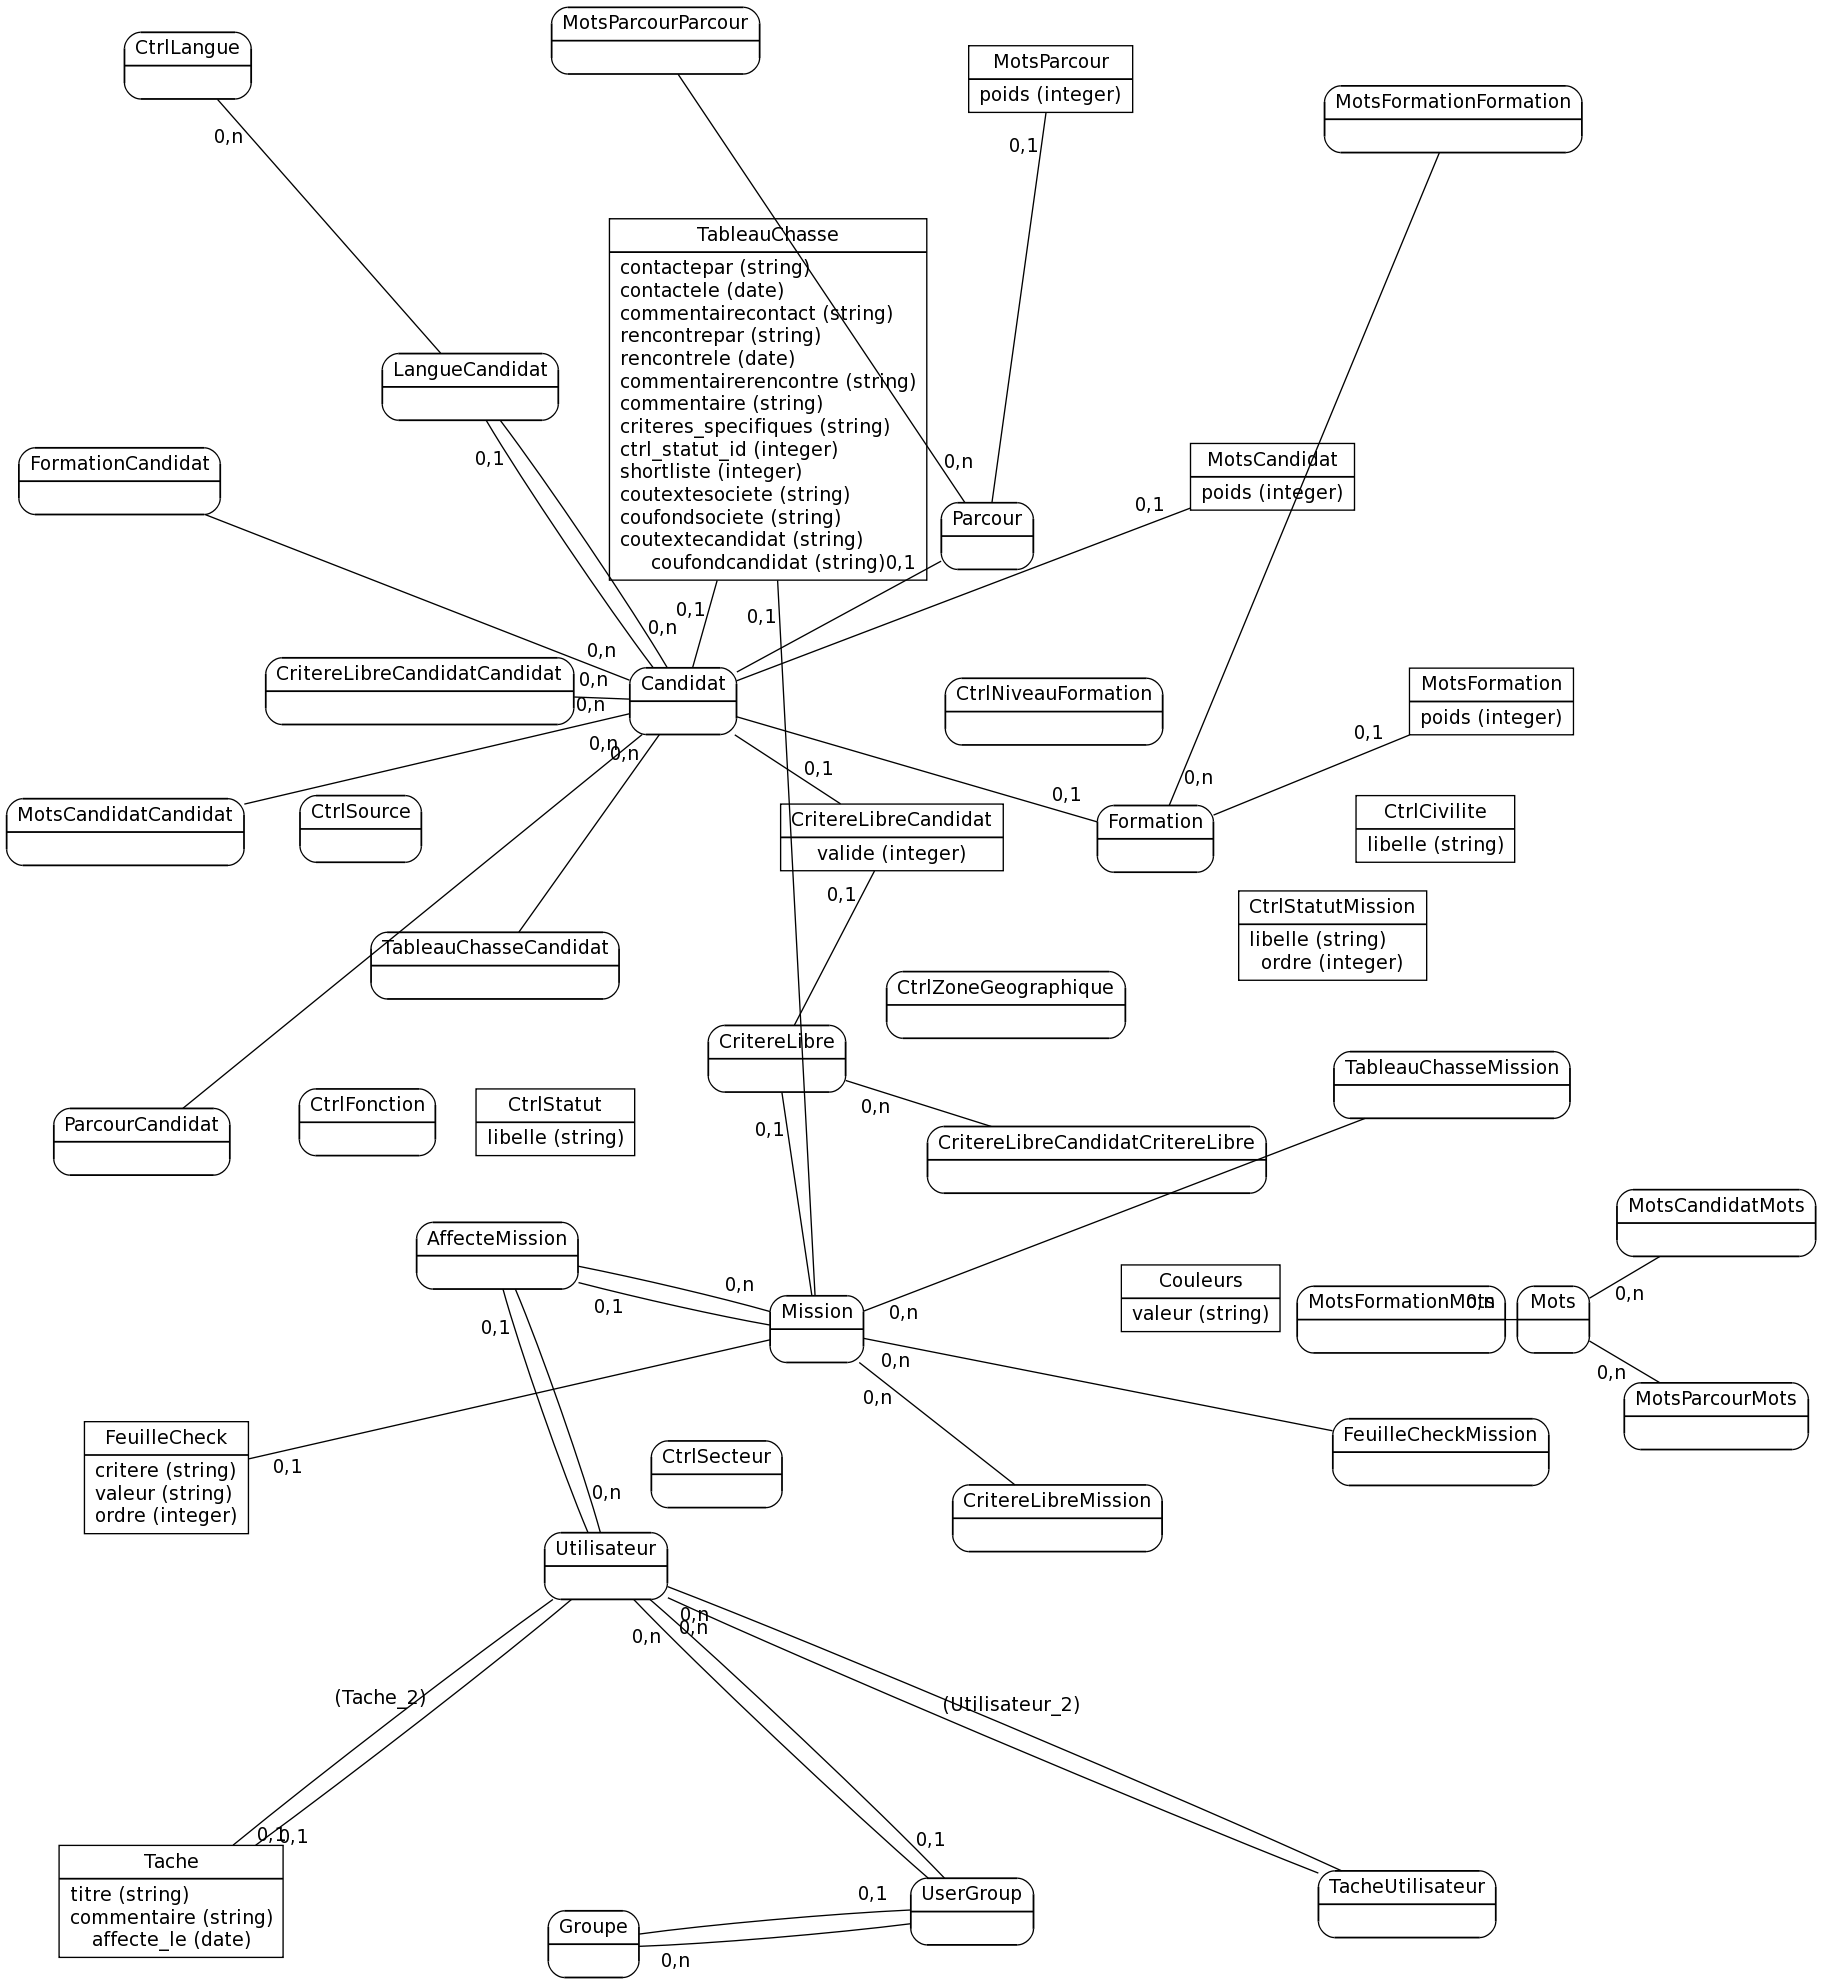 MotsParcourParcour
CtrlLangue
MotsParcour
poids (integer)
MotsFormationFormation
0,n
0,1
TableauChasse
contactepar (string)
contactele (date)
commentairecontact (string)
rencontrepar (string)
rencontrele (date)
commentairerencontre (string)
commentaire (string)
criteres_specifiques (string)
ctrl_statut_id (integer)
shortliste (integer)
coutextesociete (string)
coufondsociete (string)
coutextecandidat (string)
coufondcandidat (string)
0,1
LangueCandidat
0,1
FormationCandidat
0,n
MotsCandidat
poids (integer)
0,1
Parcour
0,1
0,1
0,n
0,n
CritereLibreCandidatCandidat
0,n
0,n
Candidat
CtrlNiveauFormation
MotsFormation
poids (integer)
0,1
0,n
0,n
0,1
0,n
0,1
MotsCandidatCandidat
CtrlSource
CritereLibreCandidat
valide (integer)
Formation
CtrlCivilite
libelle (string)
0,1
CtrlStatutMission
libelle (string)
ordre (integer)
TableauChasseCandidat
CtrlZoneGeographique
CritereLibre
TableauChasseMission
0,n
ParcourCandidat
CtrlFonction
CtrlStatut
libelle (string)
0,1
CritereLibreCandidatCritereLibre
MotsCandidatMots
AffecteMission
0,n
0,1
Mission
0,n
Couleurs
valeur (string)
MotsFormationMots
0,n
Mots
0,n
0,1
0,n
0,n
0,n
MotsParcourMots
FeuilleCheck
critere (string)
valeur (string)
ordre (integer)
0,1
CtrlSecteur
FeuilleCheckMission
0,n
CritereLibreMission
Utilisateur
0,n
0,n
0,n
(Tache_2)
(Utilisateur_2)
0,1
0,1
0,1
Tache
titre (string)
commentaire (string)
affecte_le (date)
0,1
UserGroup
TacheUtilisateur
Groupe
0,n